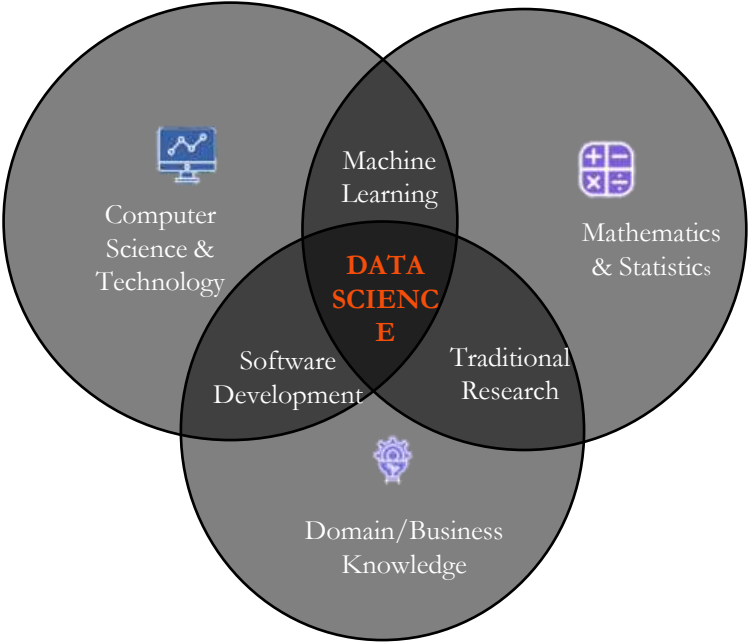 Machine
Learning
Computer
Science &
Technology
Mathematics
& Statistics
DATA
SCIENC
E
Software
Development
Traditional
Research
Domain/Business
Knowledge